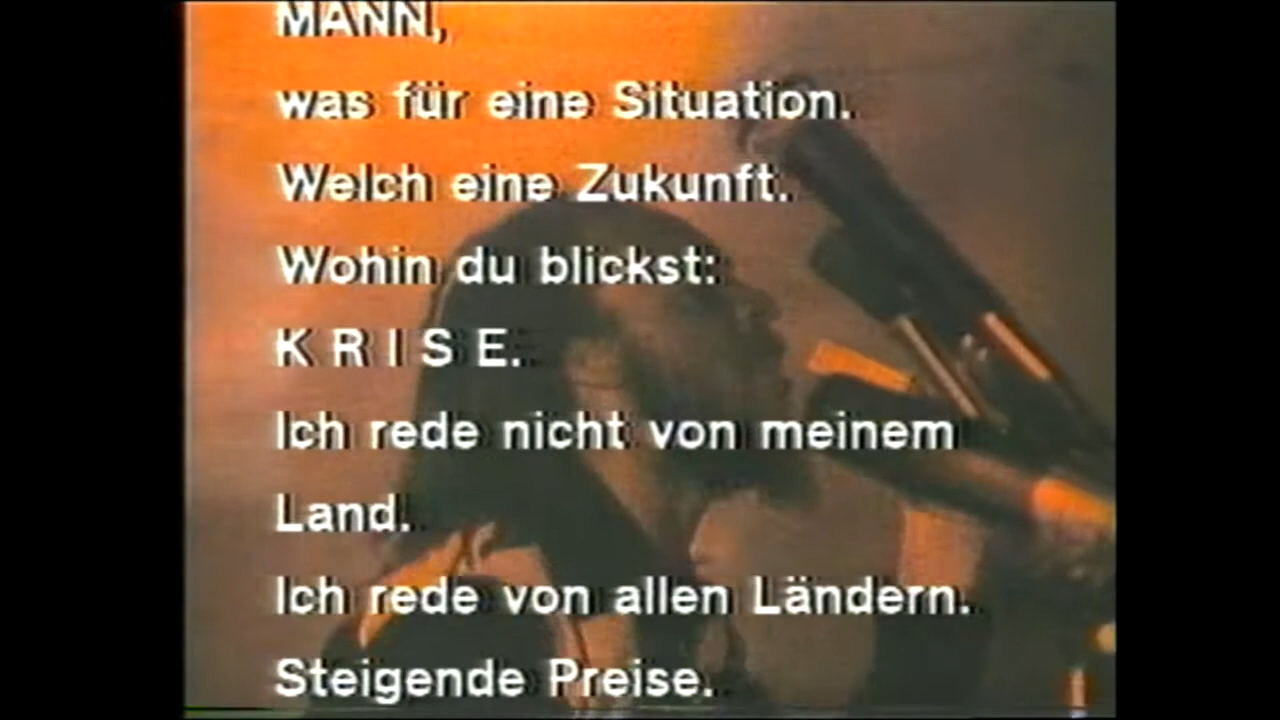 MANN,
was für eine Situation.
Welch eine Zukunft.
Wohin du blickst:
K R I S E.
Ich rede nicht von meinem
Land.
Ich rede von allen Ländern.
Steigende Preise.